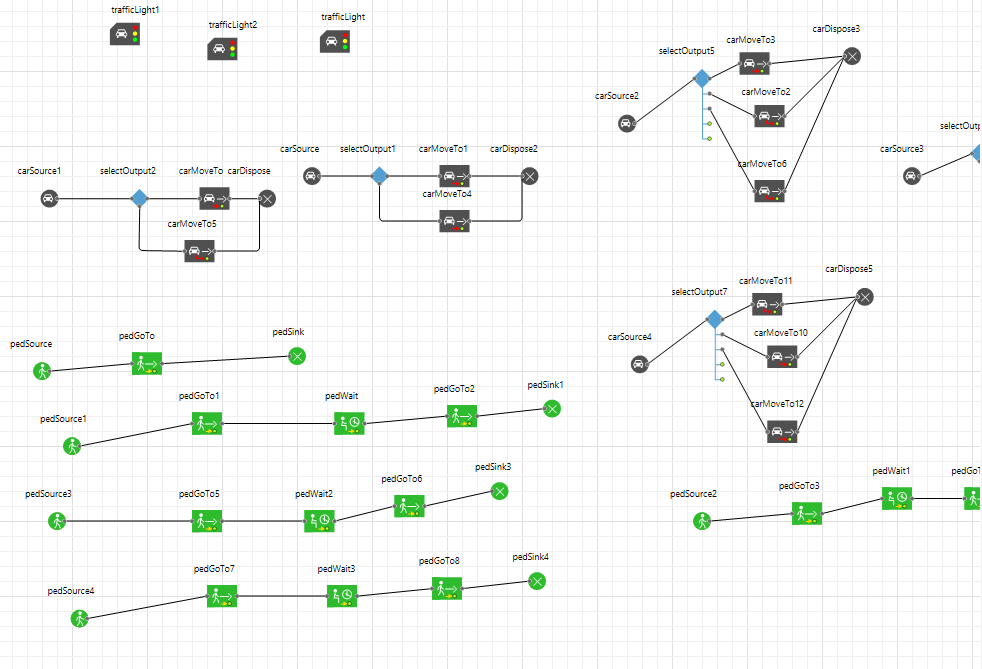 trafficLight1
trafficLight2
trafficLight
carDispose3
carMoveTo3
selectOutput5
carMoveTo2
carSource2
selectOutp
carSource
selectOutput1
carMoveTo1
carDispose2
carSource3
carMoveTo6
carSource1
selectOutput2
carMoveTo
carDispose
carMoveTo4
carMoveTo5
carDispose5
carMoveTo11
selectOutput7
carMoveTo10
carSource4
pedSource
pedGoTo
pedSink
carMoveTo12
pedSource1
pedGoTo1
pedWait
pedGoTo2
pedSink1
pedSource3
pedGoTo5
pedWait2
pedGoTo6
pedSink3
pedSource2
pedGoTo3
pedWait1
pedGoT
pedSource4
pedGoTo7
pedWait3
pedGoTo8
pedSink4